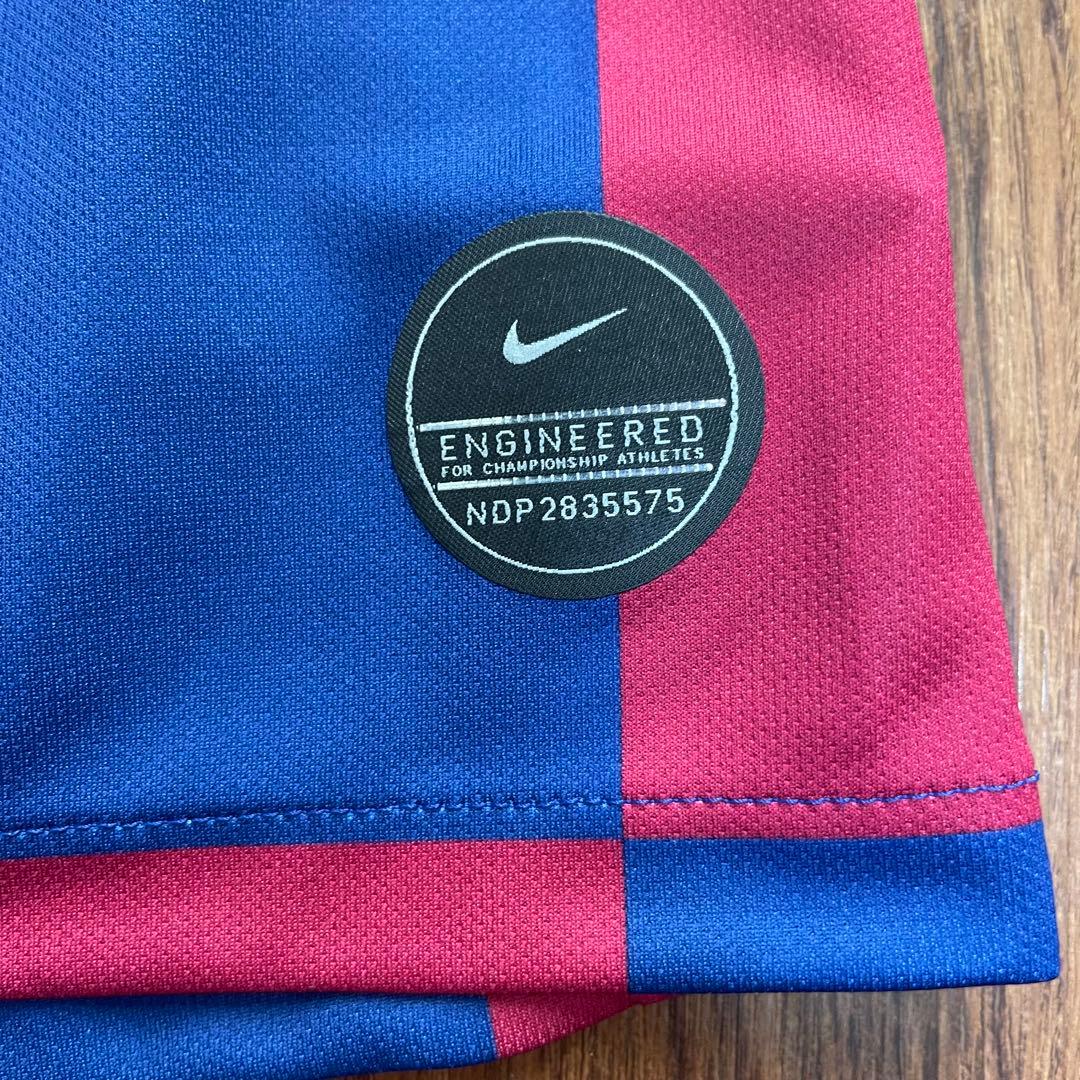 ENGINEERED
FOR CHAMPIONSHIP ATHLETES
NDP2835575